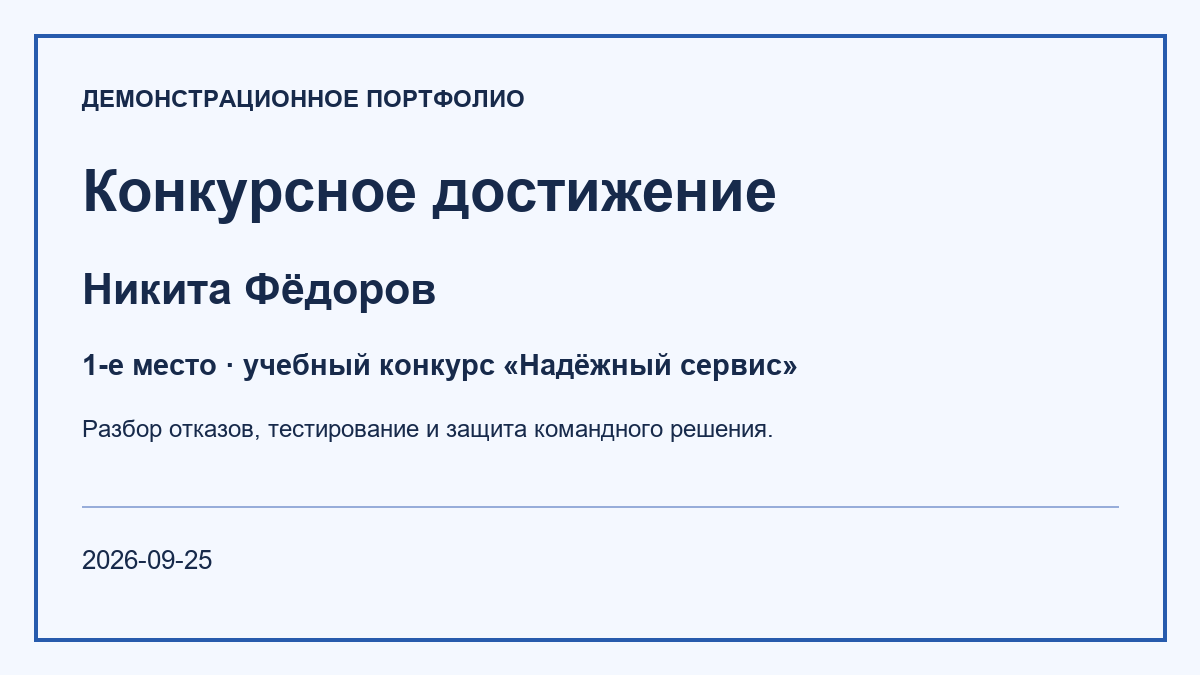 ДЕМОНСТРАЦИОННОЕ ПОРТФОЛИО
Конкурсное достижение
Никита Фёдоров
1-е место · учебный конкурс «Надёжный сервис»
Разбор отказов, тестирование и защита командного решения.
2026-09-25